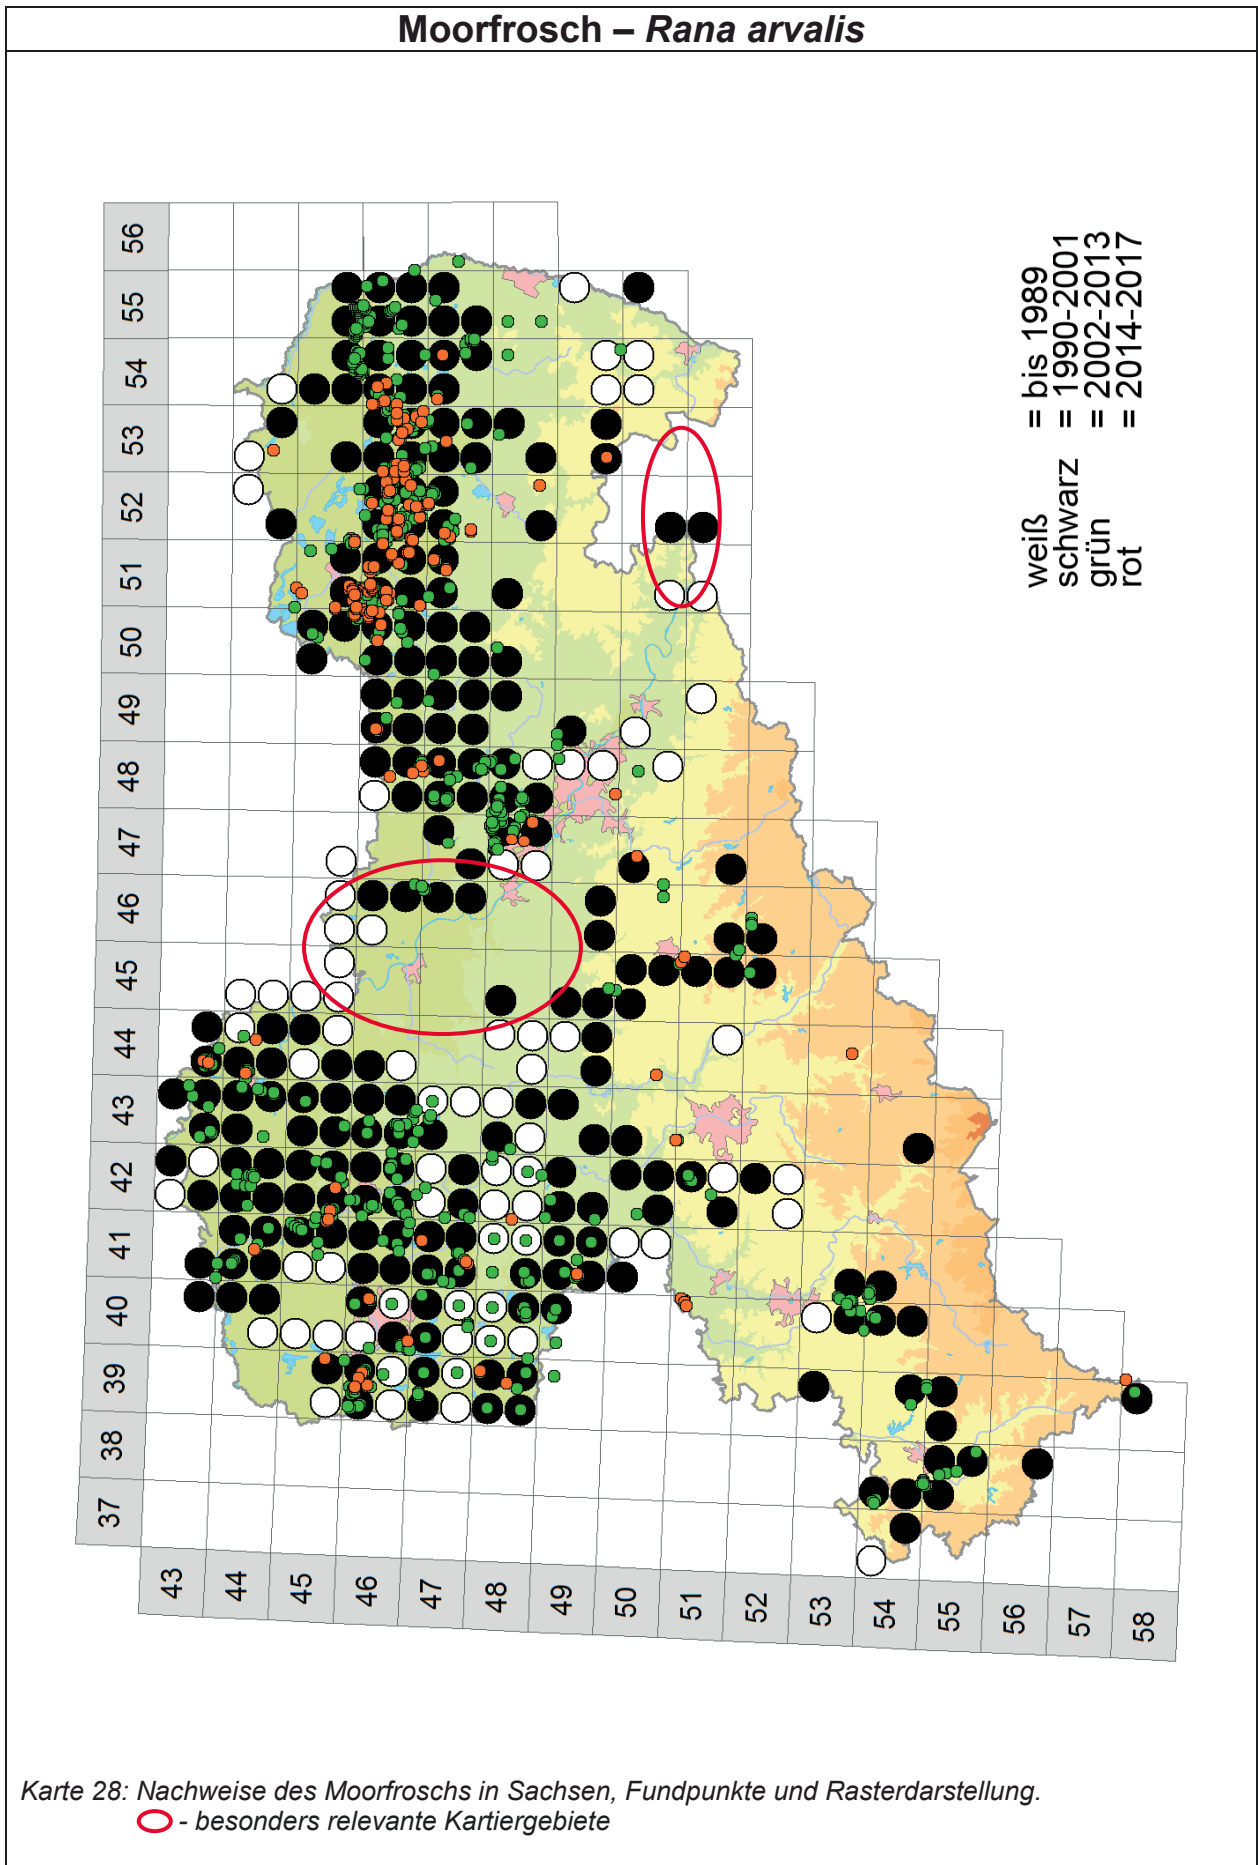 Moorfrosch – Rana arvalis
56
55
54
53
52
51
50
49
48
47
46
45
44
43
42
41
40
39
38
37
43 44 45 46 47 48 49 50 51 52 53 54 55 56 57 58
weiß = bis 1989
schwarz = 1990-2001
grün = 2002-2013
rot = 2014-2017
Karte 28: Nachweise des Moorfroschs in Sachsen, Fundpunkte und Rasterdarstellung.
- besonders relevante Kartiergebiete